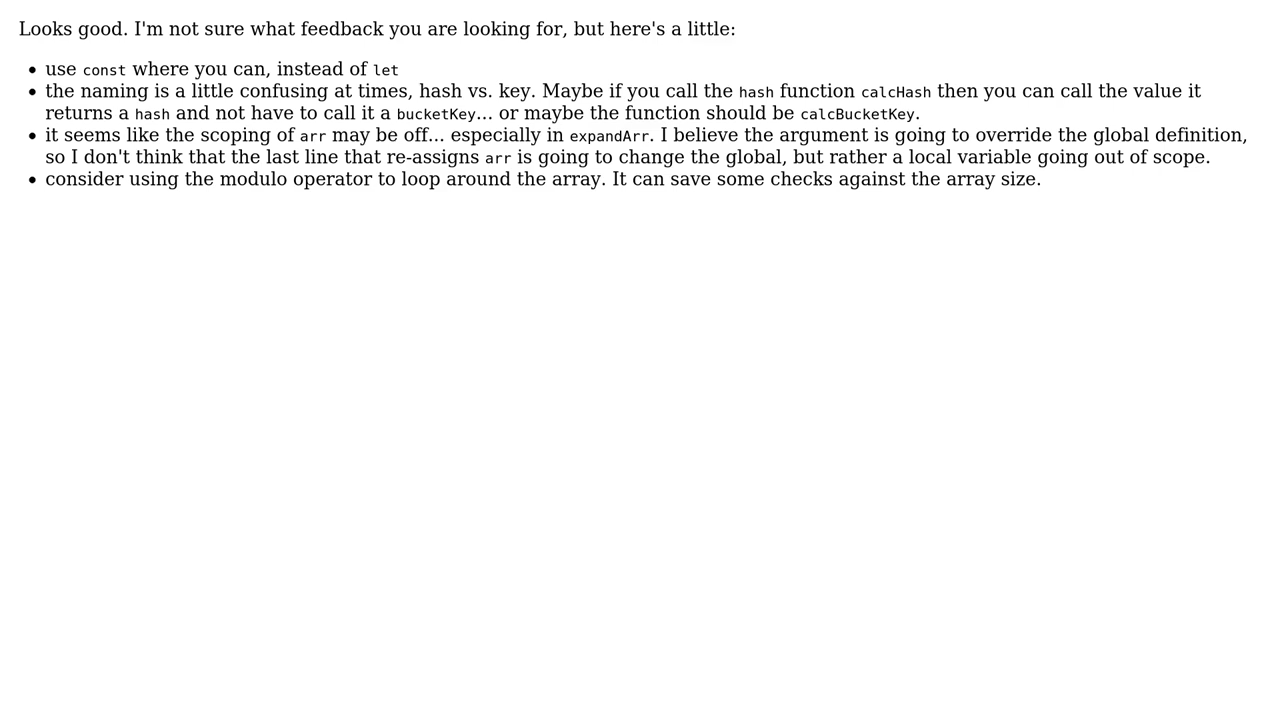 Looks good. I'm not sure what feedback you are looking for, but here's a little:
• use const where you can, instead of let
• the naming is a little confusing at times, hash vs. key. Maybe if you call the hash function calcHash then you can call the value it
returns a hash and not have to call it a bucketKey... or maybe the function should be calcBucketKey.
• it seems like the scoping of arr may be off... especially in expandArr. I believe the argument is going to override the global definition,
so I don't think that the last line that re-assigns arr is going to change the global, but rather a local variable going out of scope.
• consider using the modulo operator to loop around the array. It can save some checks against the array size.